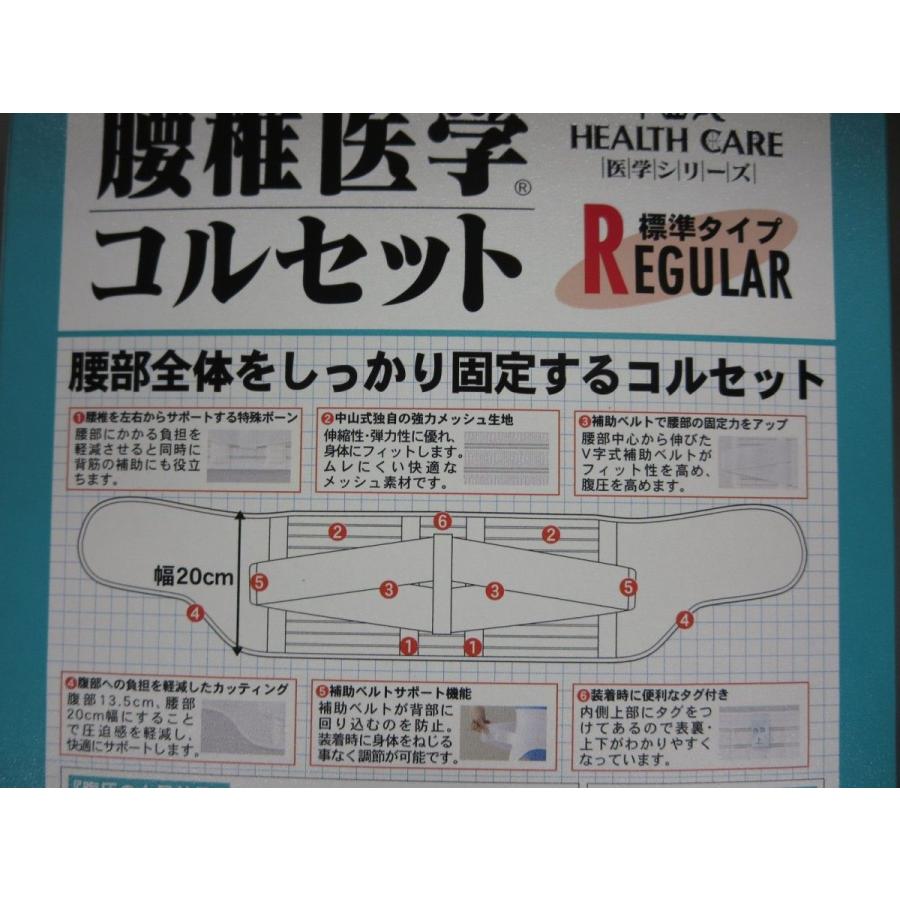 腰椎医学®
コルセット
HEALTH CARE
医学シリーズ
標準タイプ
REGULAR
腰部全体をしっかり固定するコルセット
①腰椎を左右からサポートする特殊ボーン
腰部にかかる負担を
軽減させると同時に
背筋の補助にも役立
ちます。
②中山式独自の強力メッシュ生地
伸縮性・弾力性に優れ、
身体にフィットします。
ムレにくい快適な
メッシュ素材です。
③補助ベルトで腰部の固定力をアップ
腰部中心から伸びた
V字式補助ベルトが
フィット性を高め、
腹圧を高めます。
幅20cm
⑥
②
②
⑤
③
③
⑤
④
④
①
①
④腹部への負担を軽減したカッティング
腹部13.5cm、腰部
20cm幅にすること
で圧迫感を軽減し、
快適にサポートします。
⑤補助ベルトサポート機能
補助ベルトが背部に
回り込むのを防止。
装着時に身体をねじる
事なく調節が可能です。
⑥装着時に便利なタグ付き
内側上部にタグをつ
けてあるので表裏・
上下がわかりやすく
なっています。